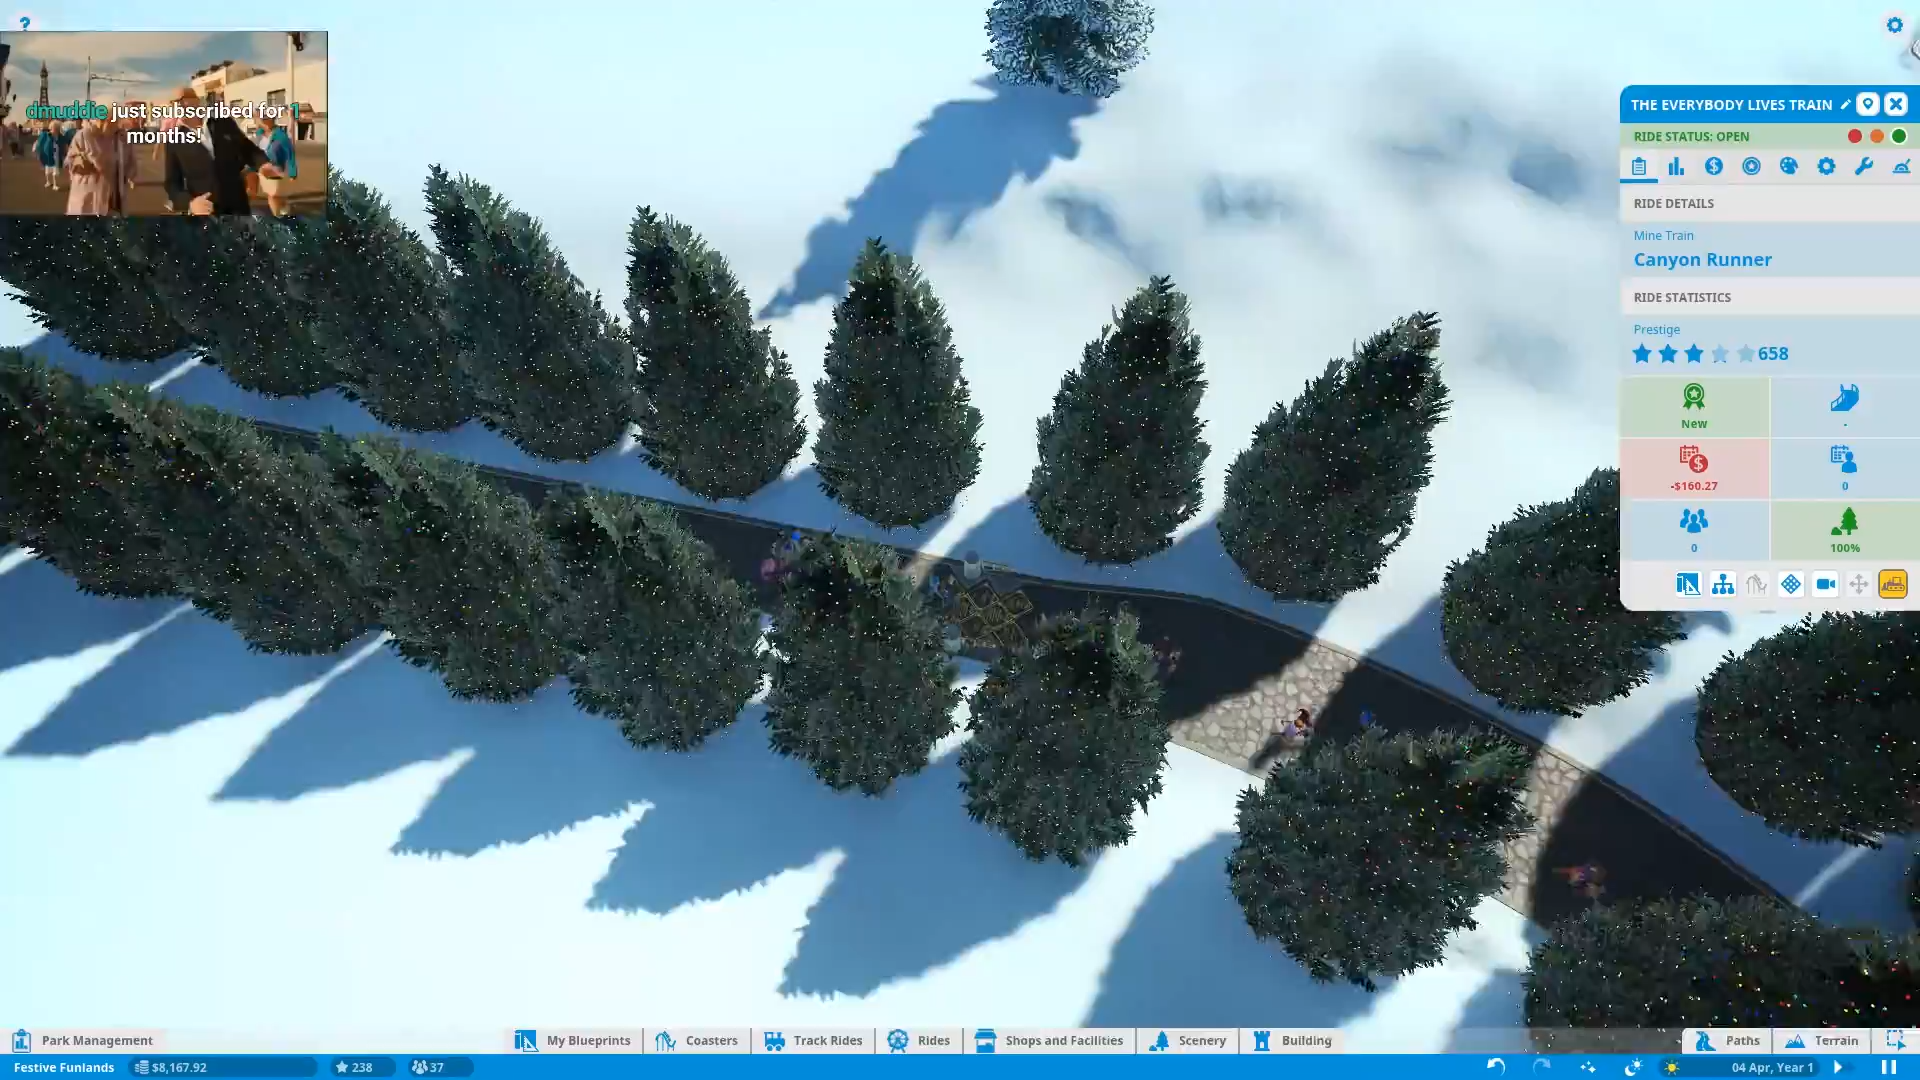 ?
dmuddie just subscribed for 1
months!
THE EVERYBODY LIVES TRAIN
RIDE STATUS: OPEN
RIDE DETAILS
Mine Train
Canyon Runner
RIDE STATISTICS
Prestige
658
New
-
-$160.27
0
0
100%
Park Management
My Blueprints
Coasters
Track Rides
Rides
Shops and Facilities
Scenery
Building
Paths
Terrain
Festive Funlands
$8,167.92
238
37
04 Apr, Year 1